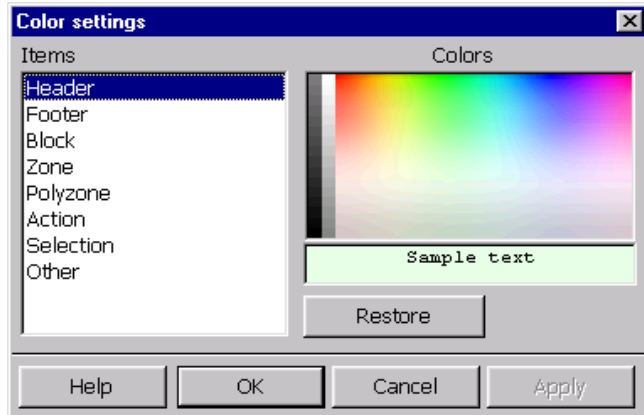 Color settings
Items
Colors
Header
Footer
Block
Zone
Polyzone
Action
Selection
Other
Sample text
Restore
Help
OK
Cancel
Apply